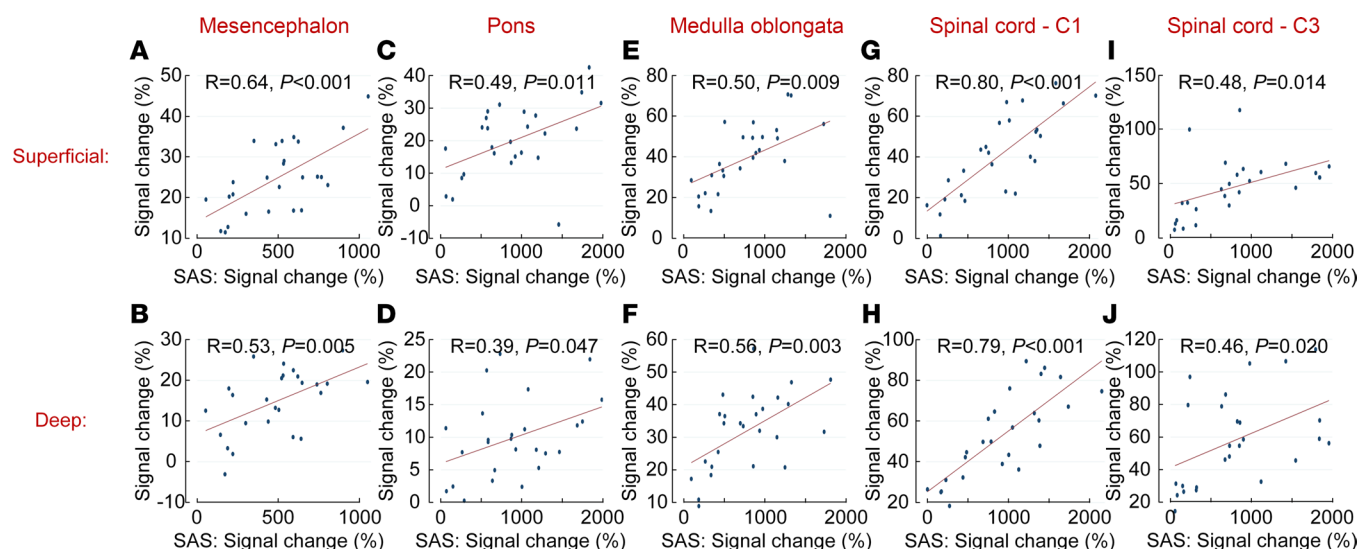 Mesencephalon Pons Medulla oblongata Spinal cord - C1 Spinal cord - C3
Superficial:
A
R=0.64, P<0.001
Signal change (%)
50
40
30
20
10
0 500 1000
SAS: Signal change (%)
C
R=0.49, P=0.011
Signal change (%)
40
30
20
10
0
-10
0 500 1000 1500 2000
SAS: Signal change (%)
E
R=0.50, P=0.009
Signal change (%)
80
60
40
20
0
0 1000 2000
SAS: Signal change (%)
G
R=0.80, P<0.001
Signal change (%)
80
60
40
20
0
0 500 1000 1500 2000
SAS: Signal change (%)
I
R=0.48, P=0.014
Signal change (%)
150
100
50
0
0 1000 2000
SAS: Signal change (%)
Deep:
B
R=0.53, P=0.005
Signal change (%)
30
20
10
0
-10
0 500 1000
SAS: Signal change (%)
D
R=0.39, P=0.047
Signal change (%)
25
20
15
10
5
0
0 500 1000 1500 2000
SAS: Signal change (%)
F
R=0.56, P=0.003
Signal change (%)
60
50
40
30
20
10
0 1000 2000
SAS: Signal change (%)
H
R=0.79, P<0.001
Signal change (%)
100
80
60
40
20
0 500 1000 1500 2000
SAS: Signal change (%)
J
R=0.46, P=0.020
Signal change (%)
120
100
80
60
40
20
0 1000 2000
SAS: Signal change (%)